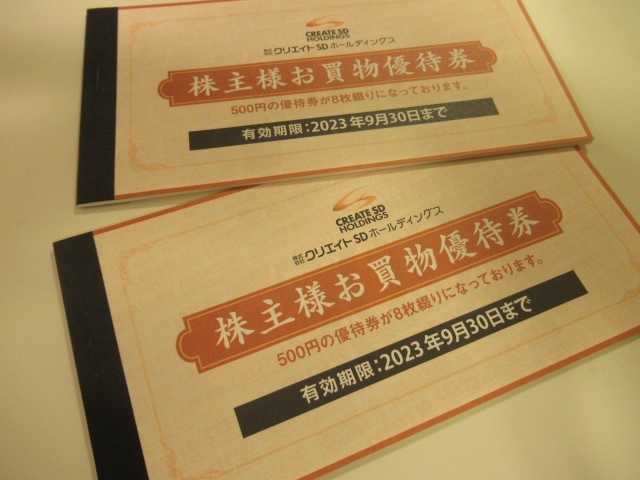 CREATE SD
HOLDINGS
株式会社クリエイトSDホールディングス
株主様お買物優待券
500円の優待券が8枚綴りになっております。
有効期限:2023年9月30日まで
CREATE SD
HOLDINGS
株式会社クリエイトSDホールディングス
株主様お買物優待券
500円の優待券が8枚綴りになっております。
有効期限:2023年9月30日まで